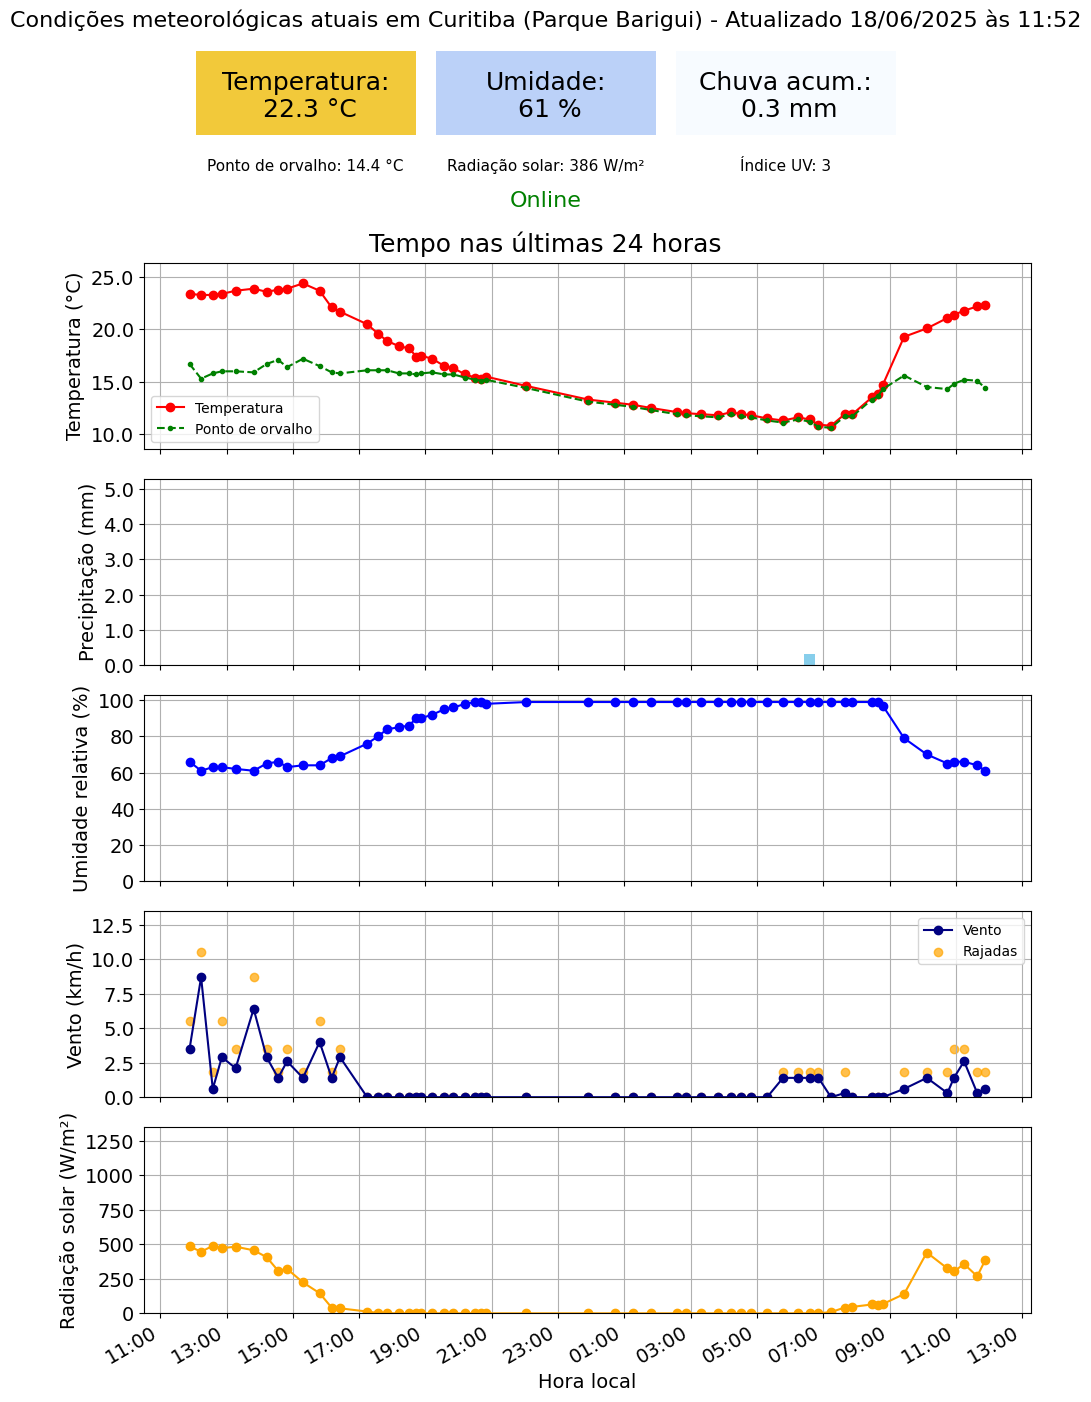 Condições meteorológicas atuais em Curitiba (Parque Barigui) - Atualizado 18/06/2025 às 11:52
Temperatura:
22.3 °C
Umidade:
61 %
Chuva acum.:
0.3 mm
Ponto de orvalho: 14.4 °C
Radiação solar: 386 W/m²
Índice UV: 3
Online
Tempo nas últimas 24 horas
Temperatura (°C)
25.0
20.0
15.0
10.0
Temperatura
Ponto de orvalho
Precipitação (mm)
5.0
4.0
3.0
2.0
1.0
0.0
Umidade relativa (%)
100
80
60
40
20
0
Vento (km/h)
12.5
10.0
7.5
5.0
2.5
0.0
Vento
Rajadas
Radiação solar (W/m²)
1250
1000
750
500
250
0
11:00
13:00
15:00
17:00
19:00
21:00
23:00
01:00
03:00
05:00
07:00
09:00
11:00
13:00
Hora local